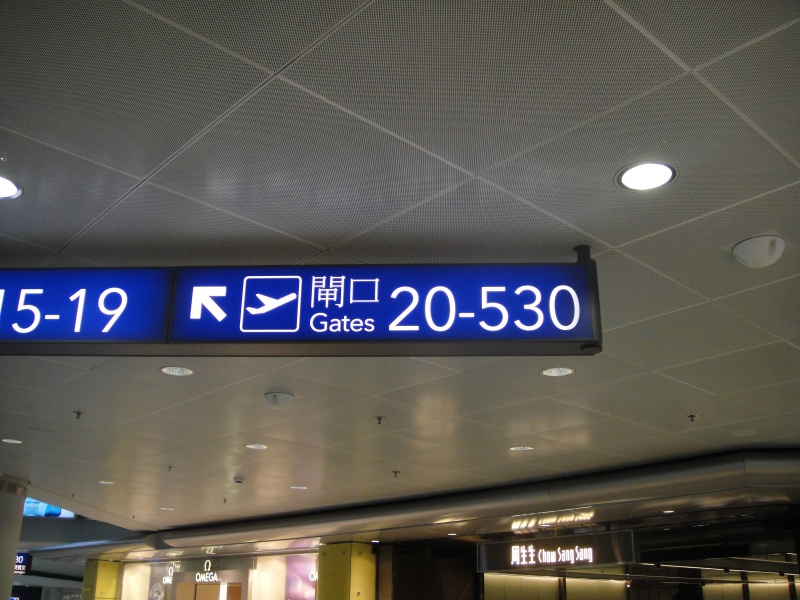 15-19
閘口
Gates
20-530
周生生 Chow Sang Sang
OMEGA